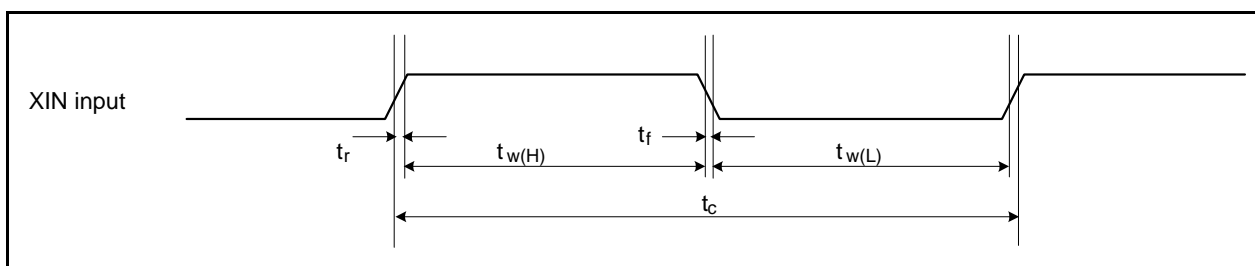 XIN input
tr
tw(H)
tf
tw(L)
tc